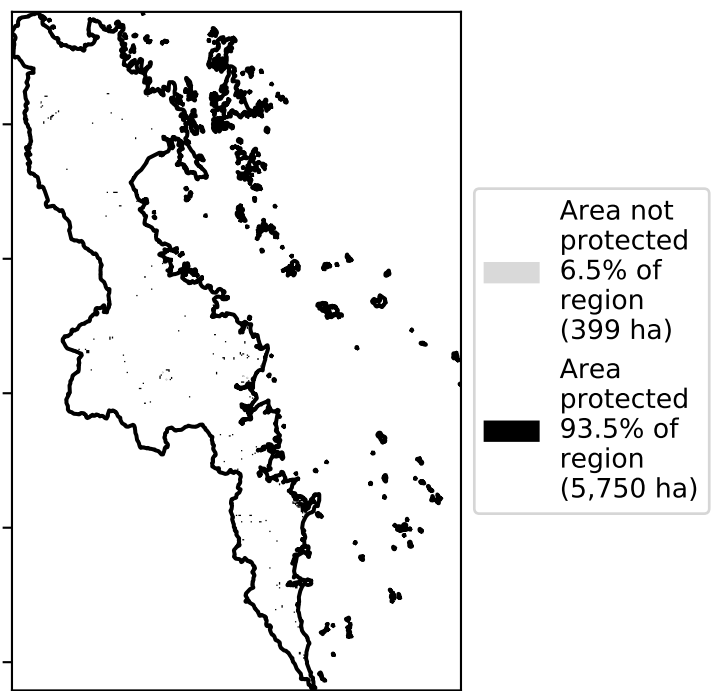 Area not
protected
6.5% of
region
(399 ha)
Area
protected
93.5% of
region
(5,750 ha)